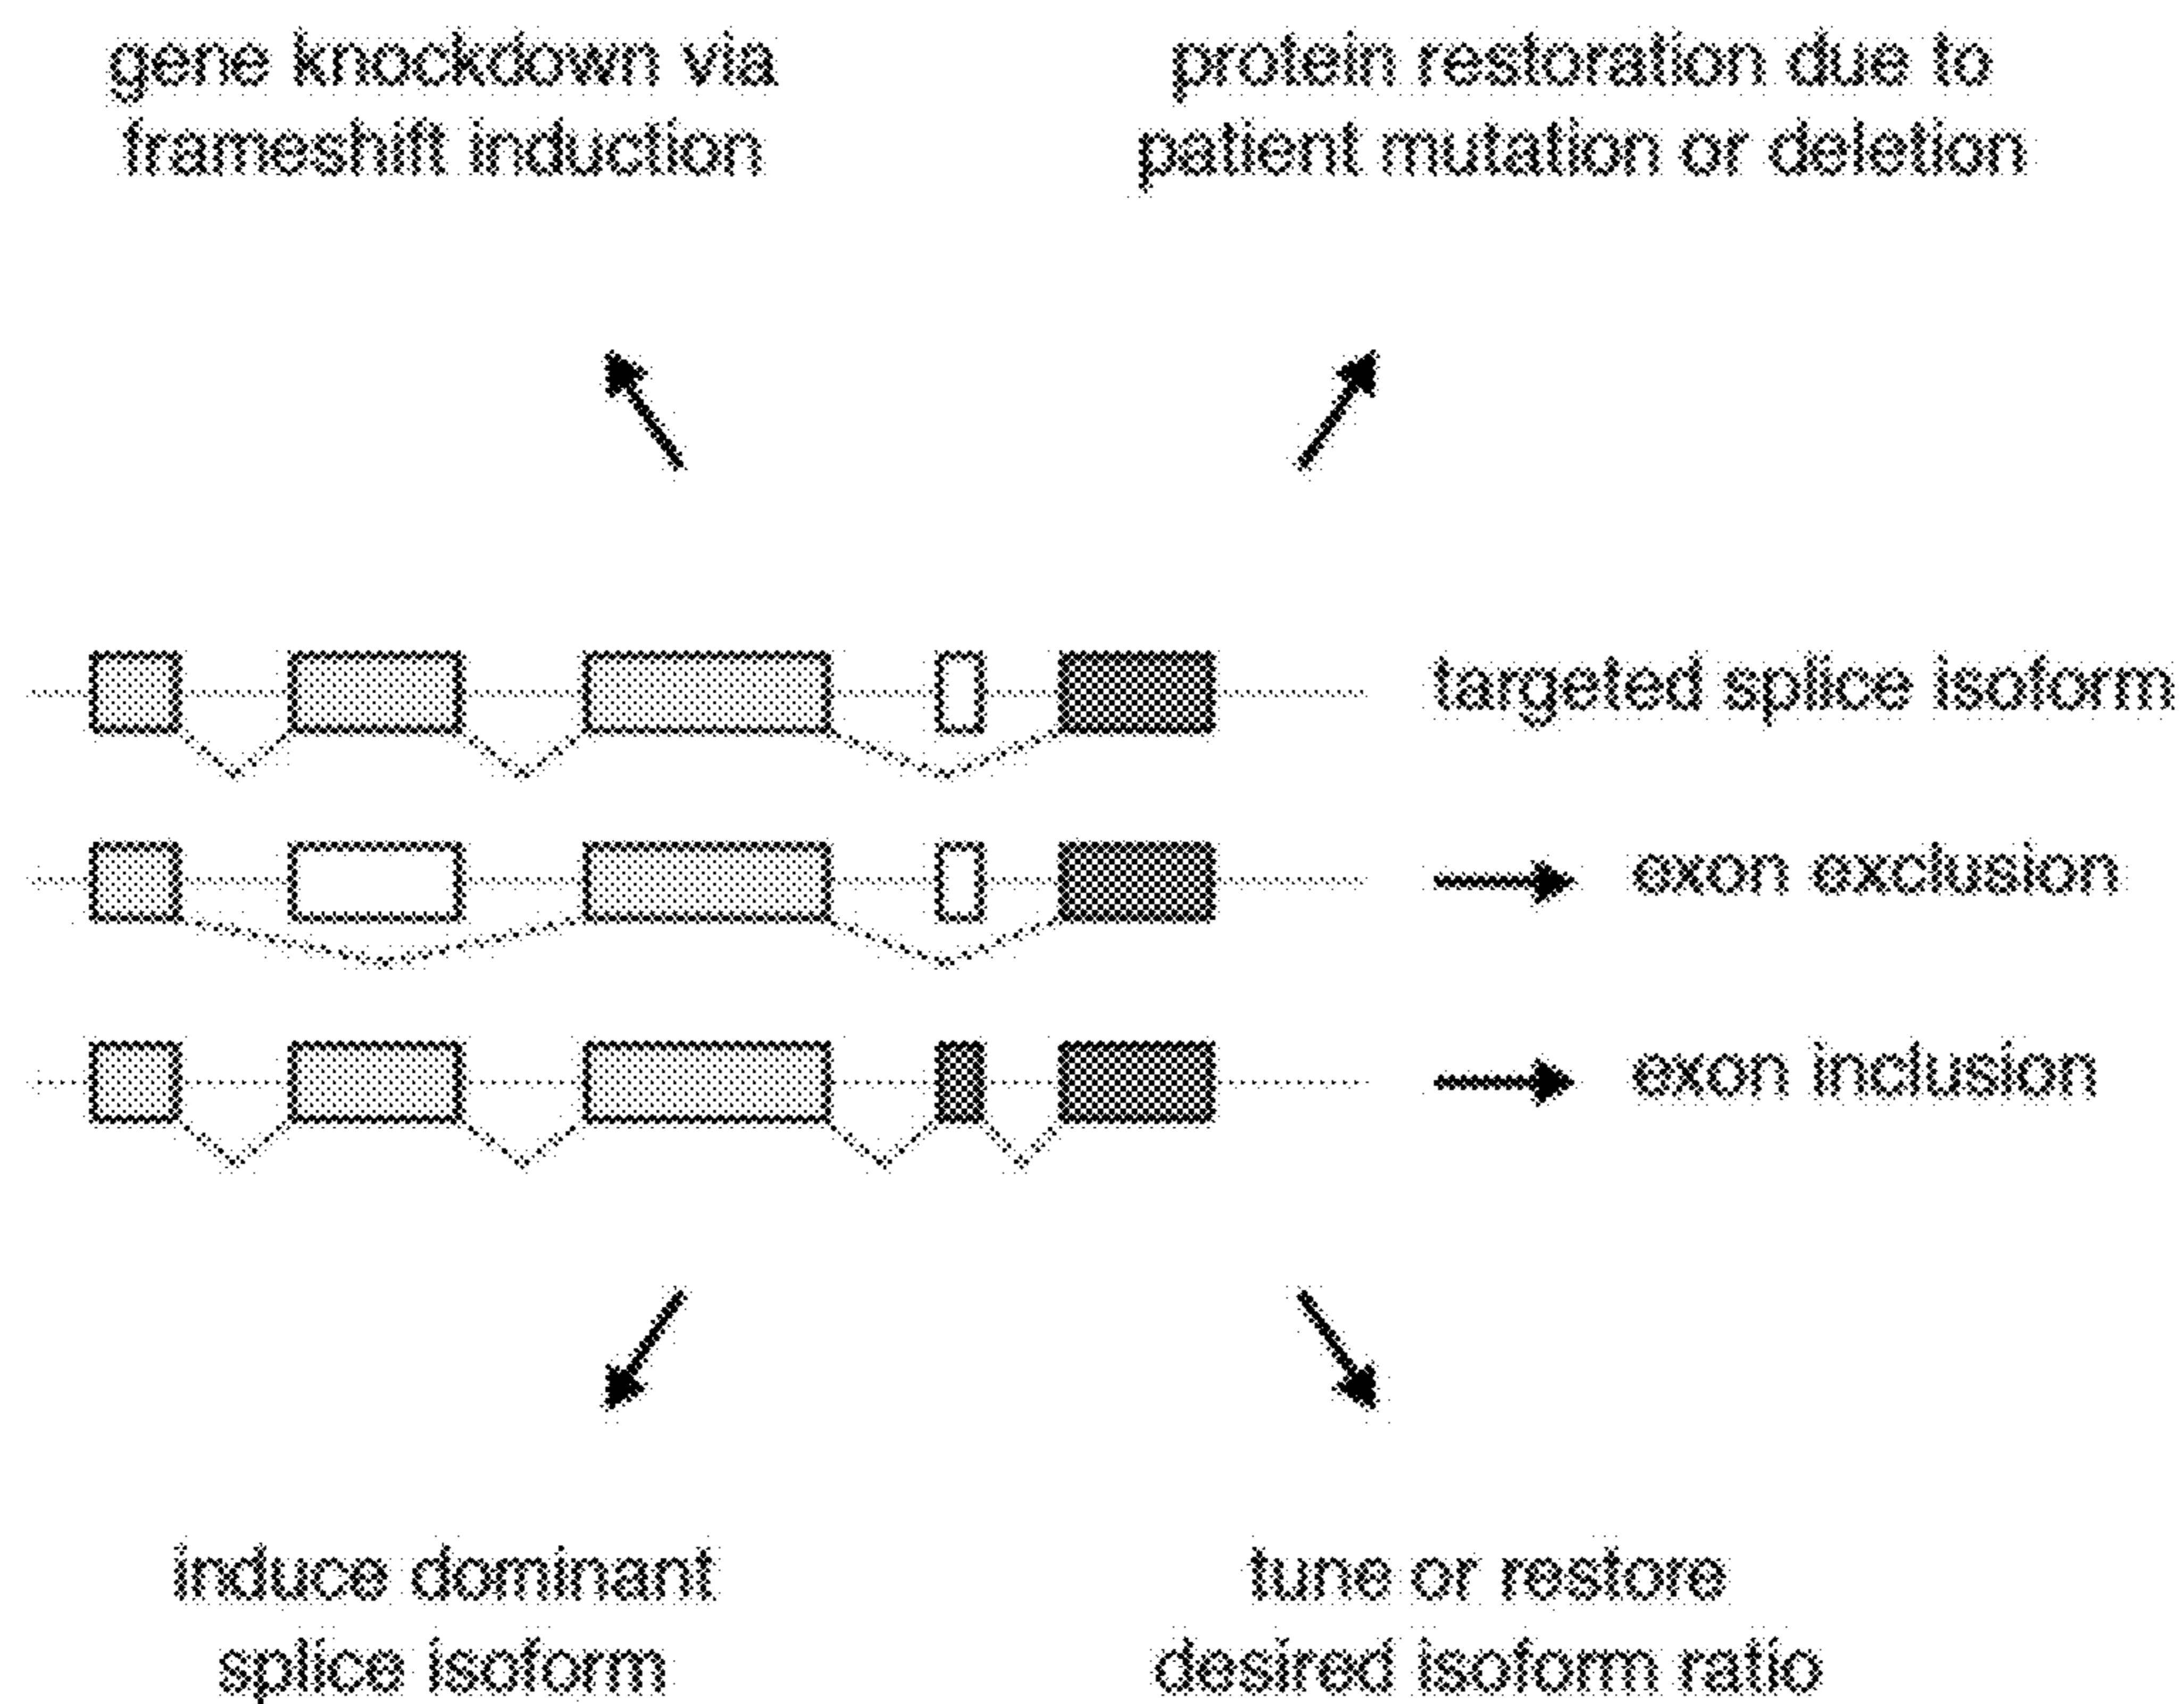 gene knockdown via
frameshift induction
protein restoration due to
patient mutation or deletion
targeted splice isoform
exon exclusion
exon inclusion
induce dominant
splice isoform
tune or restore
desired isoform ratio